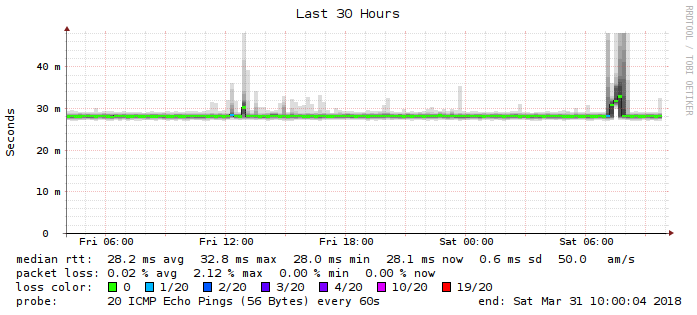 Last 30 Hours
RRDTOOL / TOBI OETIKER
Seconds
40 m
30 m
20 m
10 m
0
Fri 06:00 Fri 12:00 Fri 18:00 Sat 00:00 Sat 06:00
median rtt: 28.2 ms avg 32.8 ms max 28.0 ms min 28.1 ms now 0.6 ms sd 50.0 am/s
packet loss: 0.02 % avg 2.12 % max 0.00 % min 0.00 % now
loss color: 0 1/20 2/20 3/20 4/20 10/20 19/20
probe: 20 ICMP Echo Pings (56 Bytes) every 60s end: Sat Mar 31 10:00:04 2018